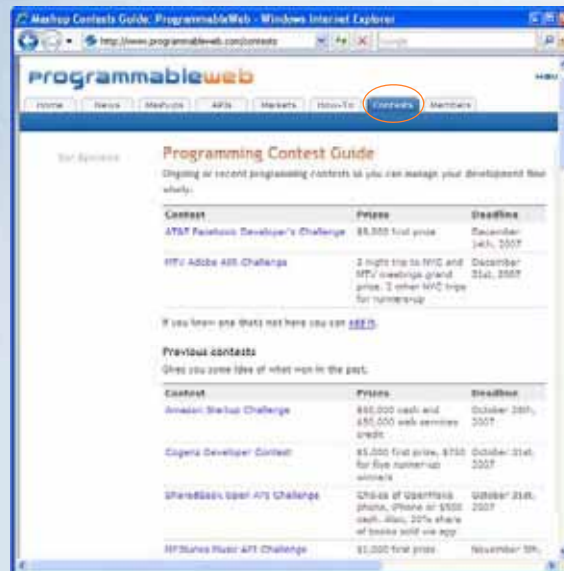 Mashup Contests Guide: ProgrammableWeb - Windows Internet Explorer
http://www.programmableweb.com/contests
programmableweb
Home News Mashups APIs Markets How-To Contests Members
Our Sponsors
Programming Contest Guide
Ongoing or recent programming contests so you can manage your development time
wisely.
Contest Prizes Deadline
AT&T Facebook Developer's Challenge $5,000 first prize December
14th, 2007
MTV Adobe AIR Challenge 3 night trip to NYC and December
MTV meetings grand 31st, 2007
prize. 2 other NYC trips
for runners-up
If you know one thats not here you can add it.
Previous contests
Gives you some idea of what won in the past.
Contest Prizes Deadline
Amazon Startup Challenge $50,000 cash and October 28th,
$50,000 web services 2007
credit
Developer Contest $5,000 first prize, $750 October 31st,
for five runner-up 2007
winners
SharedBook Open API Challenge Choice of OpenMoko October 31st,
phone, iPhone or $500 2007
cash. Also, 20% share
of books sold via app
Music API Challenge first prize November 5th,